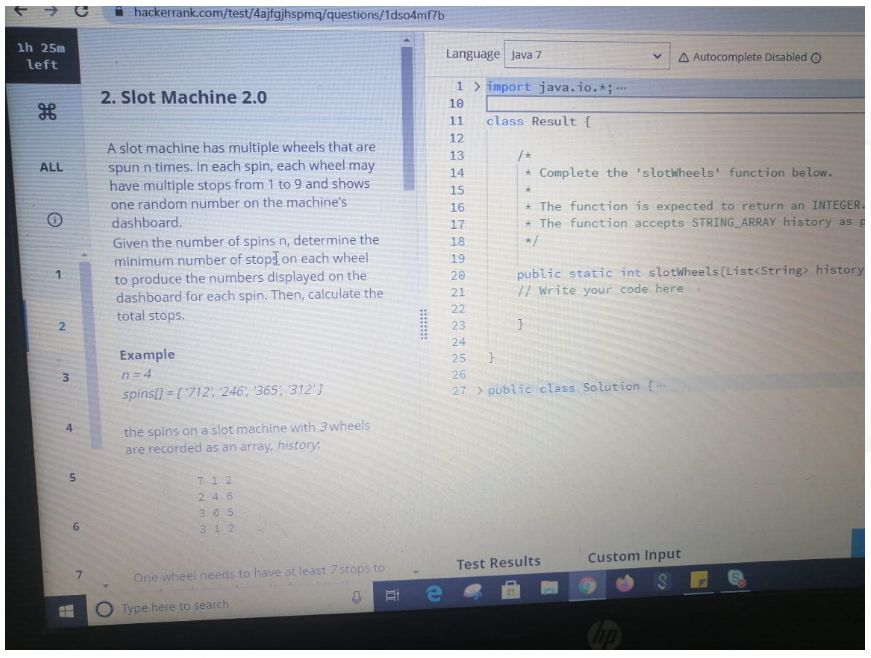 hackerrank.com/test/4ajfgjhspmq/questions/1dso4mf7b
1h 25m
left
ALL
1
2
3
4
5
6
7
2. Slot Machine 2.0
A slot machine has multiple wheels that are
spun n times. In each spin, each wheel may
have multiple stops from 1 to 9 and shows
one random number on the machine's
dashboard.
Given the number of spins n, determine the
minimum number of stops on each wheel
to produce the numbers displayed on the
dashboard for each spin. Then, calculate the
total stops.
Example
n = 4
spins[] = ['712', '246', '365', '312']
the spins on a slot machine with 3 wheels
are recorded as an array, history:
7 1 2
2 4 6
3 6 5
3 1 2
One wheel needs to have at least 7 stops to
Language Java 7 Autocomplete Disabled
1 > import java.io.*;...
10
11 class Result {
12
13 /*
14 * Complete the 'slotWheels' function below.
15 *
16 * The function is expected to return an INTEGER.
17 * The function accepts STRING_ARRAY history as p
18 */
19
20 public static int slotWheels(List<String> history
21 // Write your code here
22
23 }
24
25 }
26
27 > public class Solution {...
Test Results Custom Input
Type here to search
hp